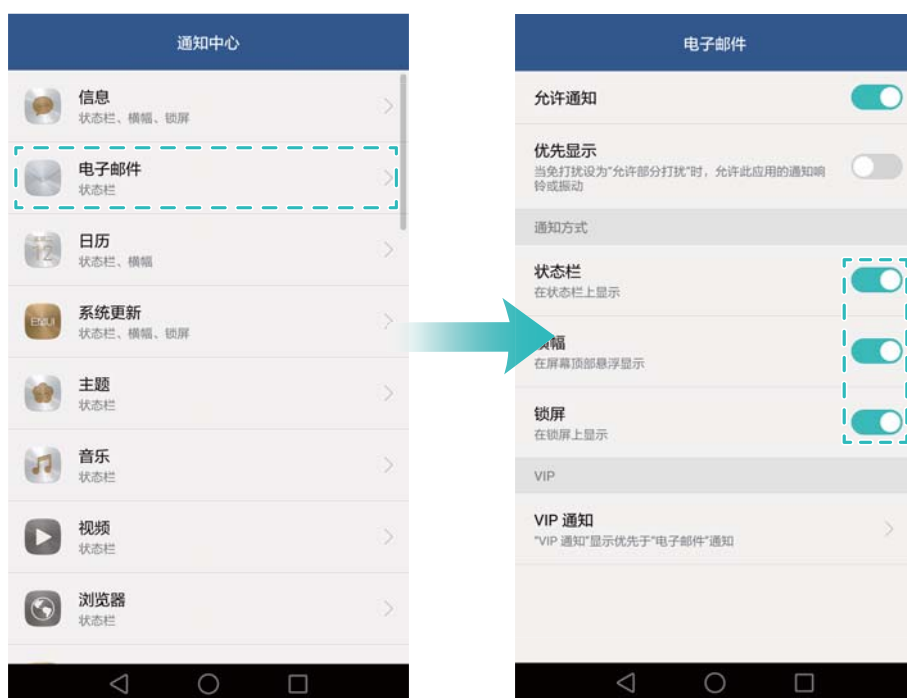 通知中心
信息
状态栏、横幅、锁屏
电子邮件
状态栏
日历
12
状态栏、横幅
系统更新
EMUI
状态栏、横幅、锁屏
主题
状态栏
音乐
状态栏
视频
状态栏
浏览器
状态栏
电子邮件
允许通知
优先显示
当免打扰设为"允许部分打扰"时，允许此应用的通知响
铃或振动
通知方式
状态栏
在状态栏上显示
横幅
在屏幕顶部悬浮显示
锁屏
在锁屏上显示
VIP
VIP 通知
"VIP 通知"显示优先于"电子邮件"通知